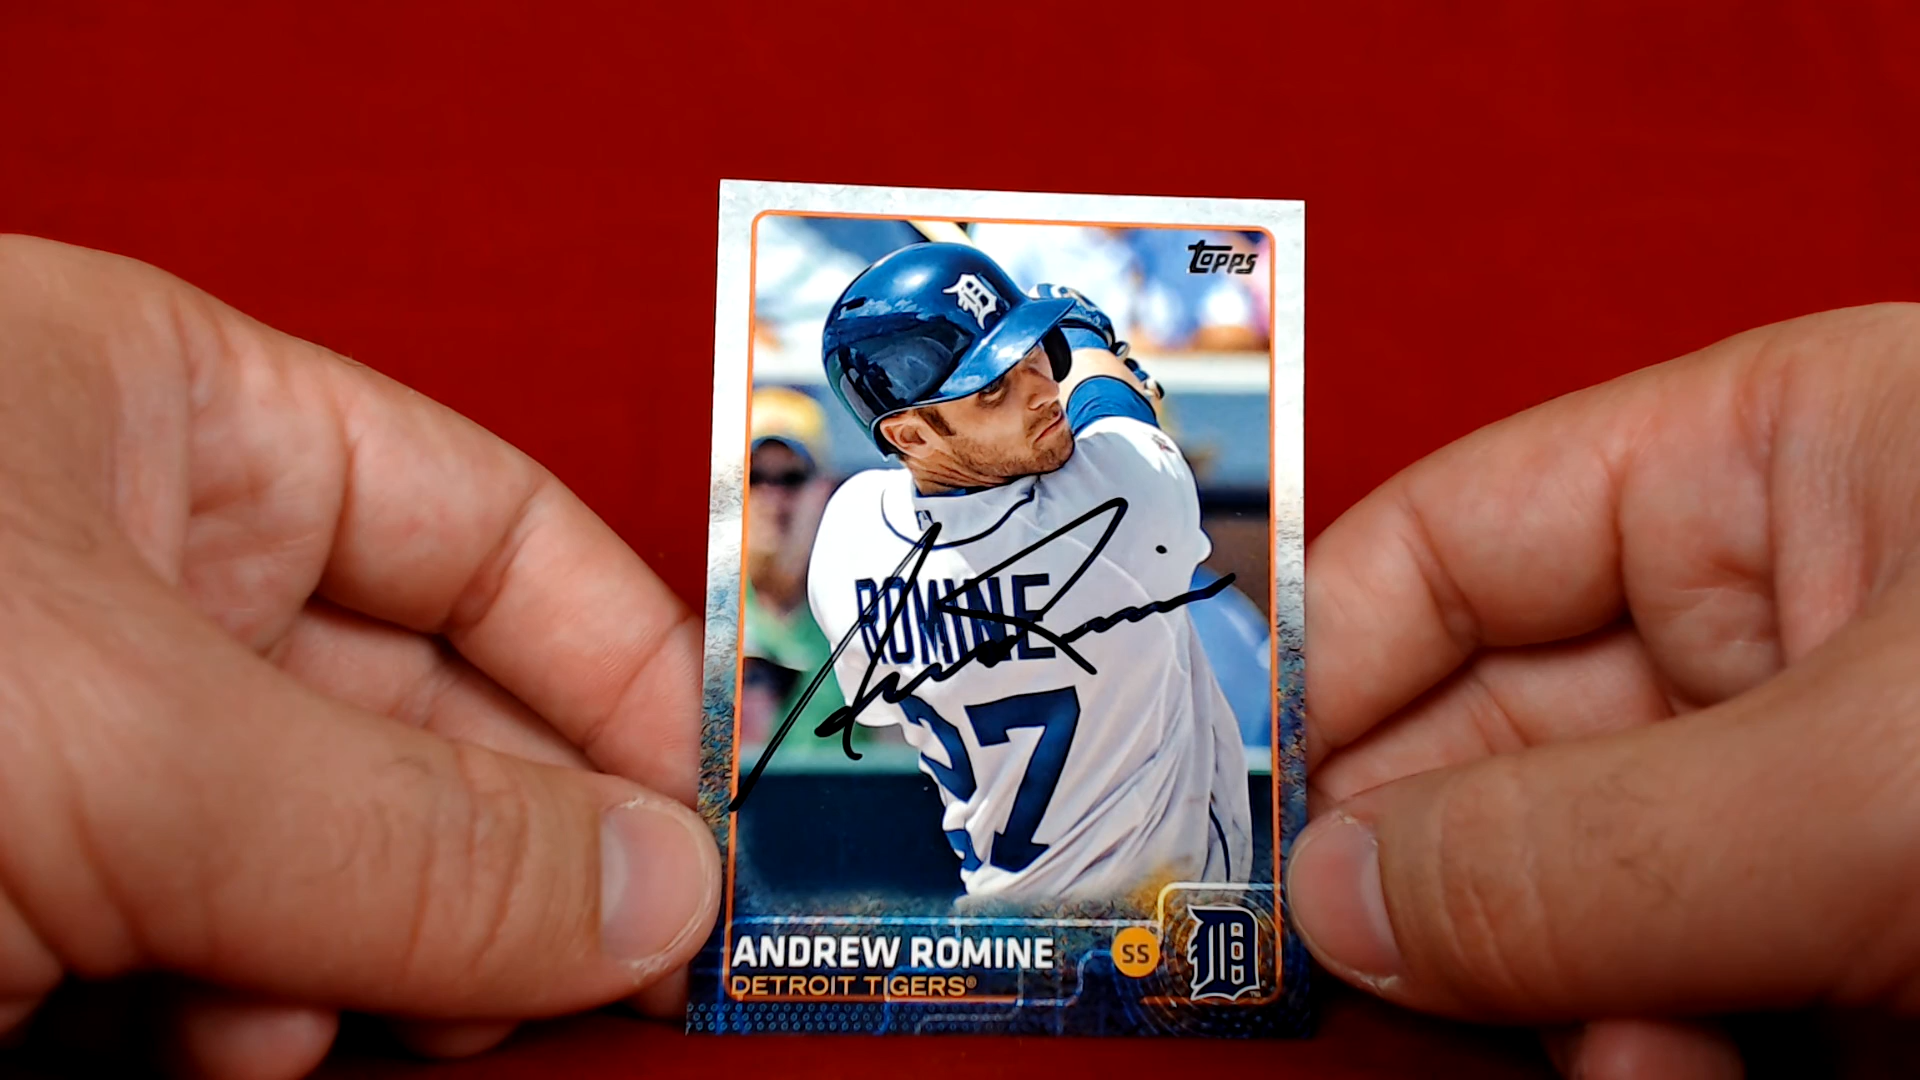 topps
ROMINE
27
ANDREW ROMINE
SS
D
DETROIT TIGERS®